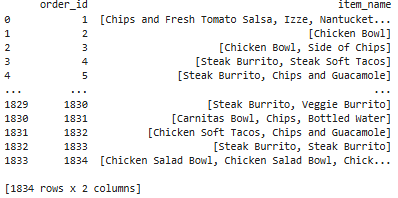 order_id item_name
0 1 [Chips and Fresh Tomato Salsa, Izze, Nantucket...
1 2 [Chicken Bowl]
2 3 [Chicken Bowl, Side of Chips]
3 4 [Steak Burrito, Steak Soft Tacos]
4 5 [Steak Burrito, Chips and Guacamole]
... ... ...
1829 1830 [Steak Burrito, Veggie Burrito]
1830 1831 [Carnitas Bowl, Chips, Bottled Water]
1831 1832 [Chicken Soft Tacos, Chips and Guacamole]
1832 1833 [Steak Burrito, Steak Burrito]
1833 1834 [Chicken Salad Bowl, Chicken Salad Bowl, Chick...
[1834 rows x 2 columns]